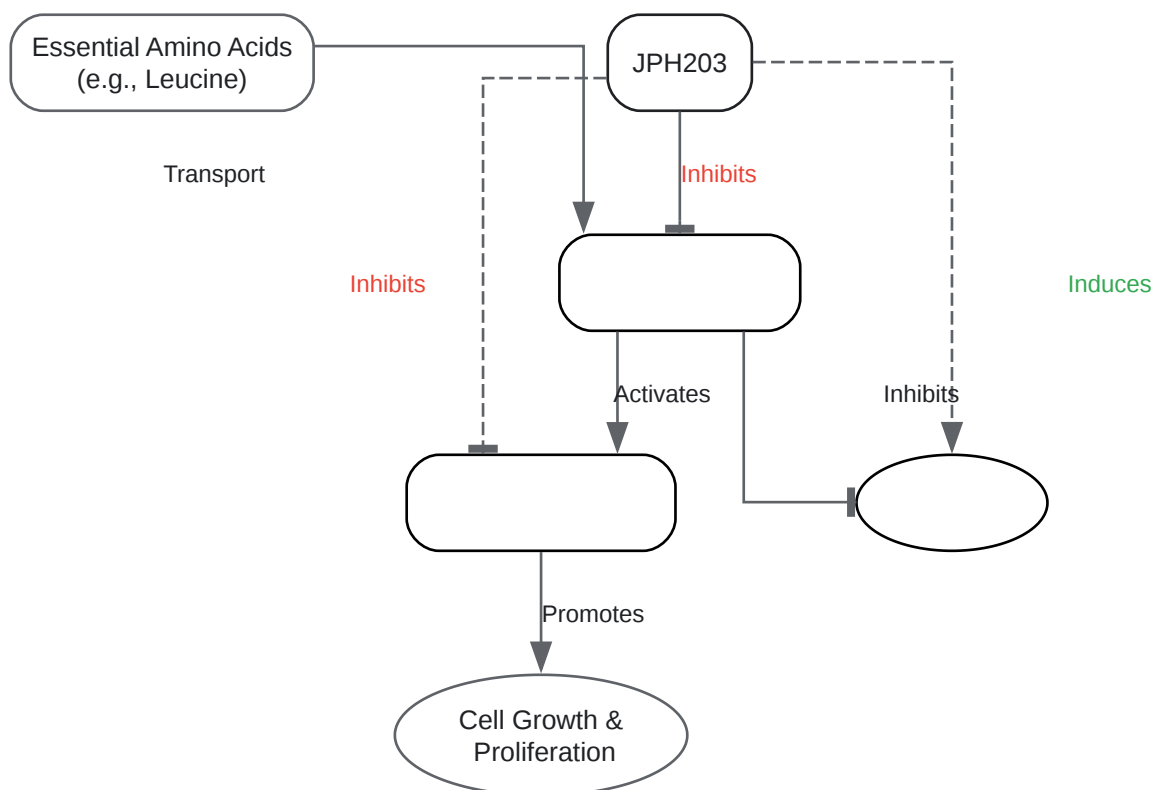 Essential Amino Acids
(e.g., Leucine)
JPH203
Transport
Inhibits
Inhibits
Induces
Activates
Inhibits
Promotes
Cell Growth &
Proliferation